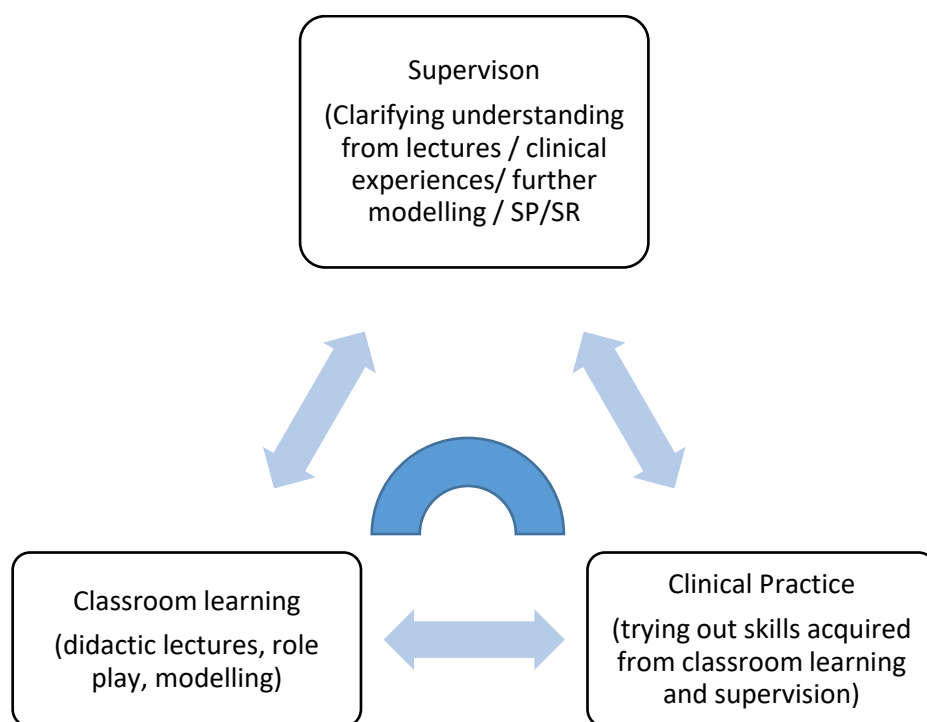 Supervison
(Clarifying understanding
from lectures / clinical
experiences/ further
modelling / SP/SR
Classroom learning
(didactic lectures, role
play, modelling)
Clinical Practice
(trying out skills acquired
from classroom learning
and supervision)